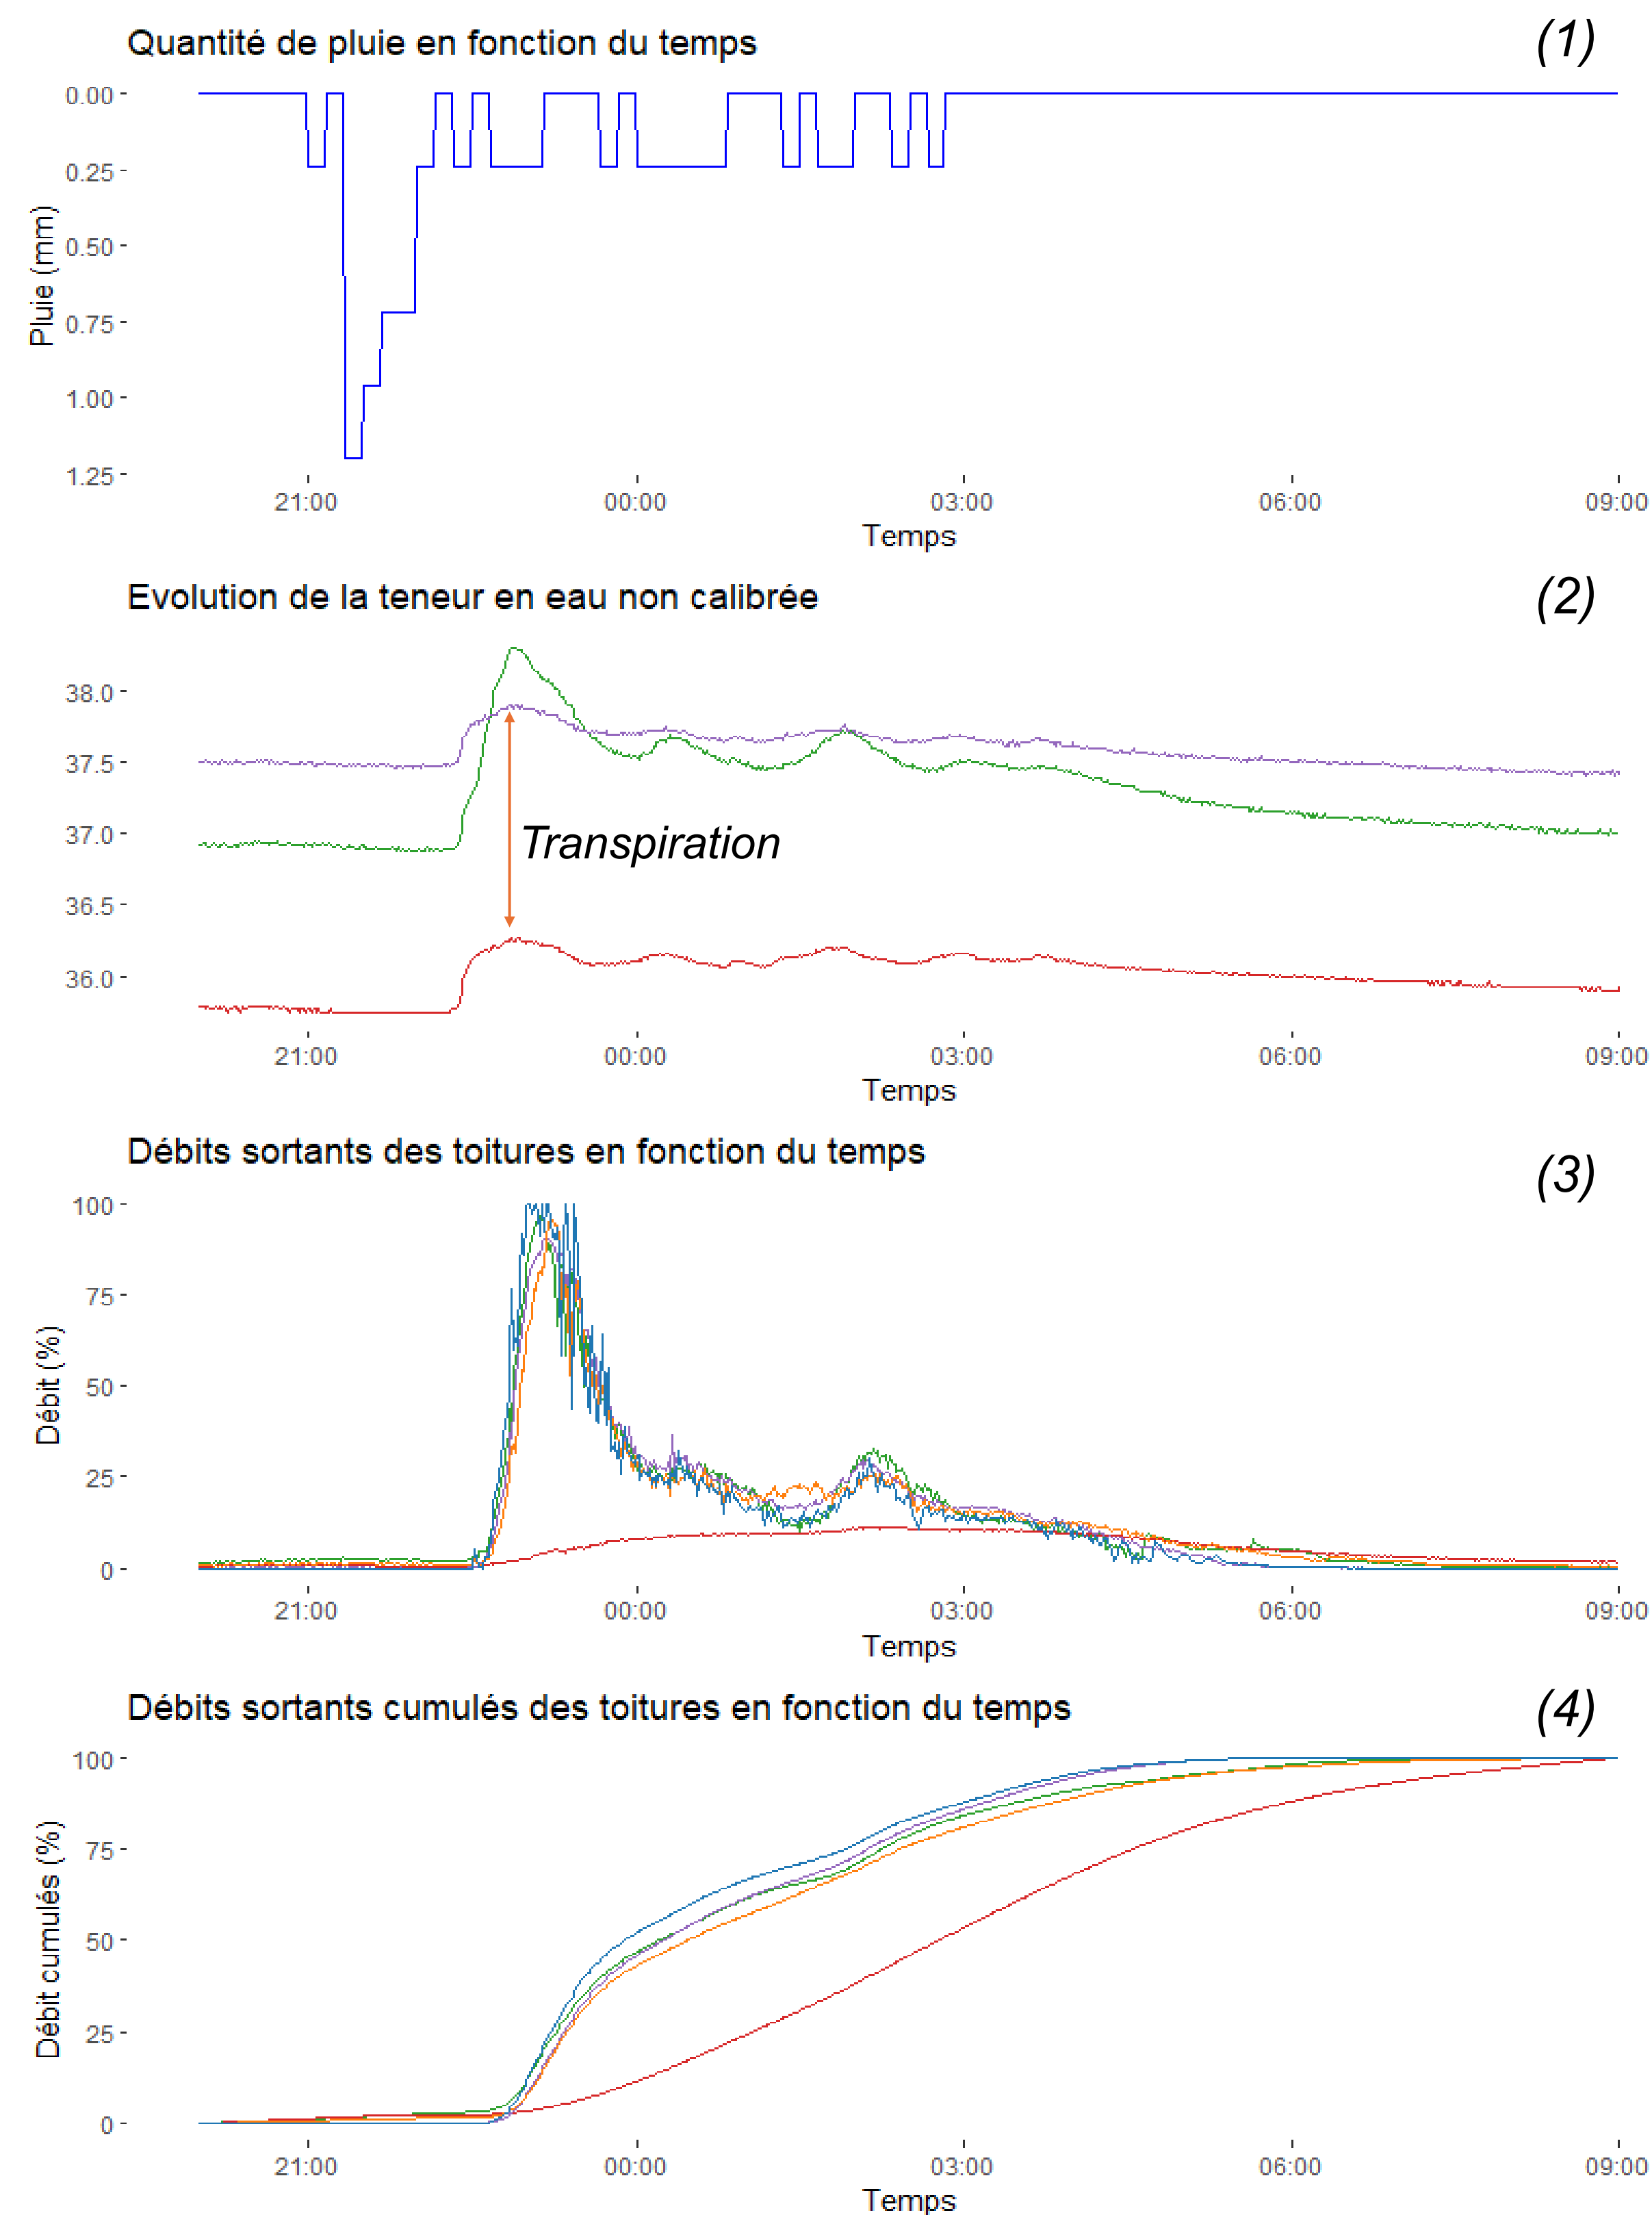 Quantité de pluie en fonction du temps
(1)
0.00
0.25
0.50
0.75
1.00
1.25
Pluie (mm)
21:00 00:00 03:00 06:00 09:00
Temps
Evolution de la teneur en eau non calibrée
(2)
38.0
37.5
37.0
36.5
36.0
Transpiration
21:00 00:00 03:00 06:00 09:00
Temps
Débits sortants des toitures en fonction du temps
(3)
100
75
50
25
0
Débit (%)
21:00 00:00 03:00 06:00 09:00
Temps
Débits sortants cumulés des toitures en fonction du temps
(4)
100
75
50
25
0
Débit cumulés (%)
21:00 00:00 03:00 06:00 09:00
Temps